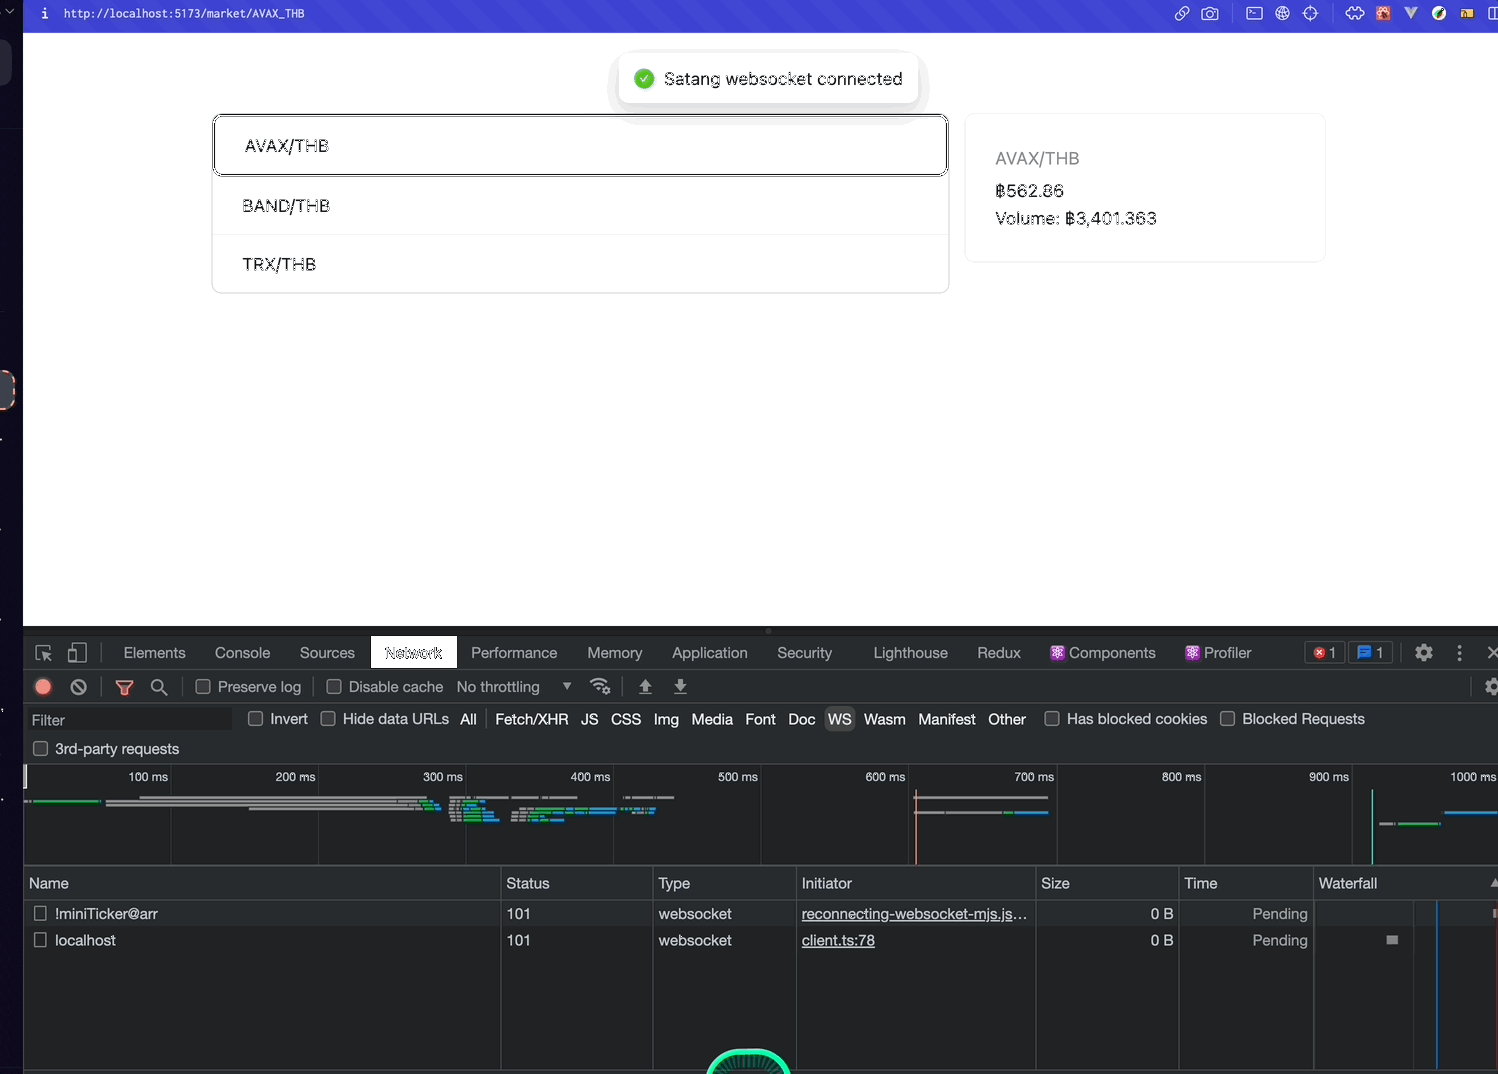 http://localhost:5173/market/AVAX_THB
Satang websocket connected
AVAX/THB
BAND/THB
TRX/THB
AVAX/THB
฿562.86
Volume: ฿3,401.363
Elements Console Sources Network Performance Memory Application Security Lighthouse Redux Components Profiler 1 1
Preserve log Disable cache No throttling
Filter Invert Hide data URLs All Fetch/XHR JS CSS Img Media Font Doc WS Wasm Manifest Other Has blocked cookies Blocked Requests
3rd-party requests
100 ms 200 ms 300 ms 400 ms 500 ms 600 ms 700 ms 800 ms 900 ms 1000 ms
Name Status Type Initiator Size Time Waterfall
!miniTicker@arr 101 websocket reconnecting-websocket-mjs.js… 0 B Pending
localhost 101 websocket client.ts:78 0 B Pending